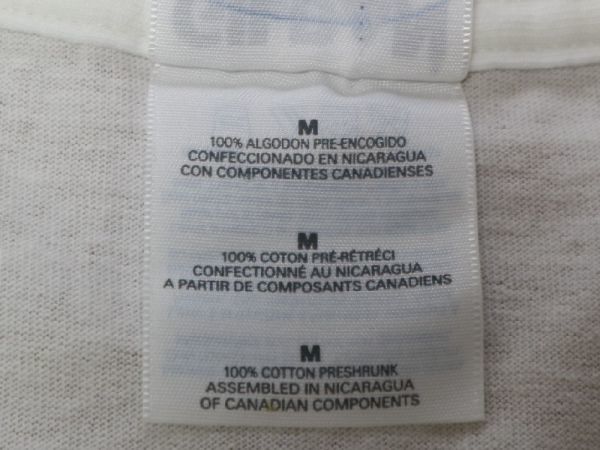 M
100% ALGODON PRE-ENCOGIDO
CONFECCIONADO EN NICARAGUA
CON COMPONENTES CANADIENSES
M
100% COTON PRÉ-RÉTRÉCI
CONFECTIONNÉ AU NICARAGUA
A PARTIR DE COMPOSANTS CANADIENS
M
100% COTTON PRESHRUNK
ASSEMBLED IN NICARAGUA
OF CANADIAN COMPONENTS